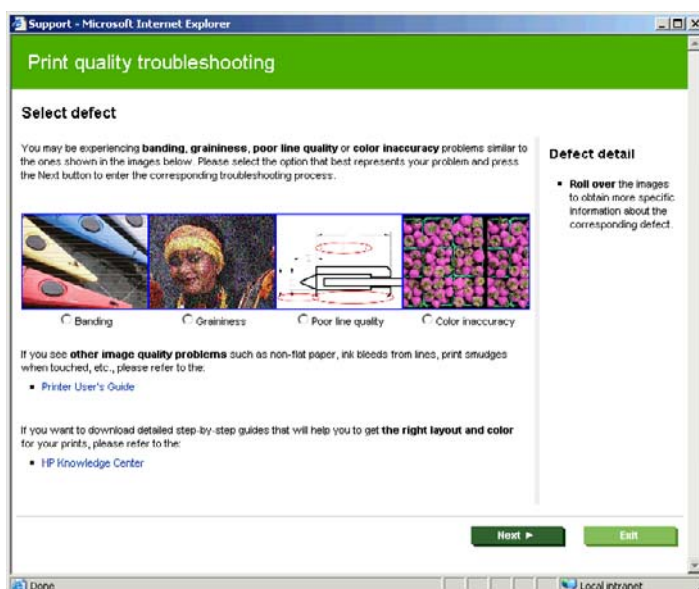 Support - Microsoft Internet Explorer
Print quality troubleshooting
Select defect
You may be experiencing banding, graininess, poor line quality or color inaccuracy problems similar to
the ones shown in the images below. Please select the option that best represents your problem and press
the Next button to enter the corresponding troubleshooting process.
Banding
Graininess
Poor line quality
Color inaccuracy
If you see other image quality problems such as non-flat paper, ink bleeds from lines, print smudges
when touched, etc., please refer to the:
Printer User's Guide
If you want to download detailed step-by-step guides that will help you to get the right layout and color
for your prints, please refer to the:
HP Knowledge Center
Defect detail
Roll over the images
to obtain more specific
information about the
corresponding defect.
Next ►
Exit
Done
Local intranet